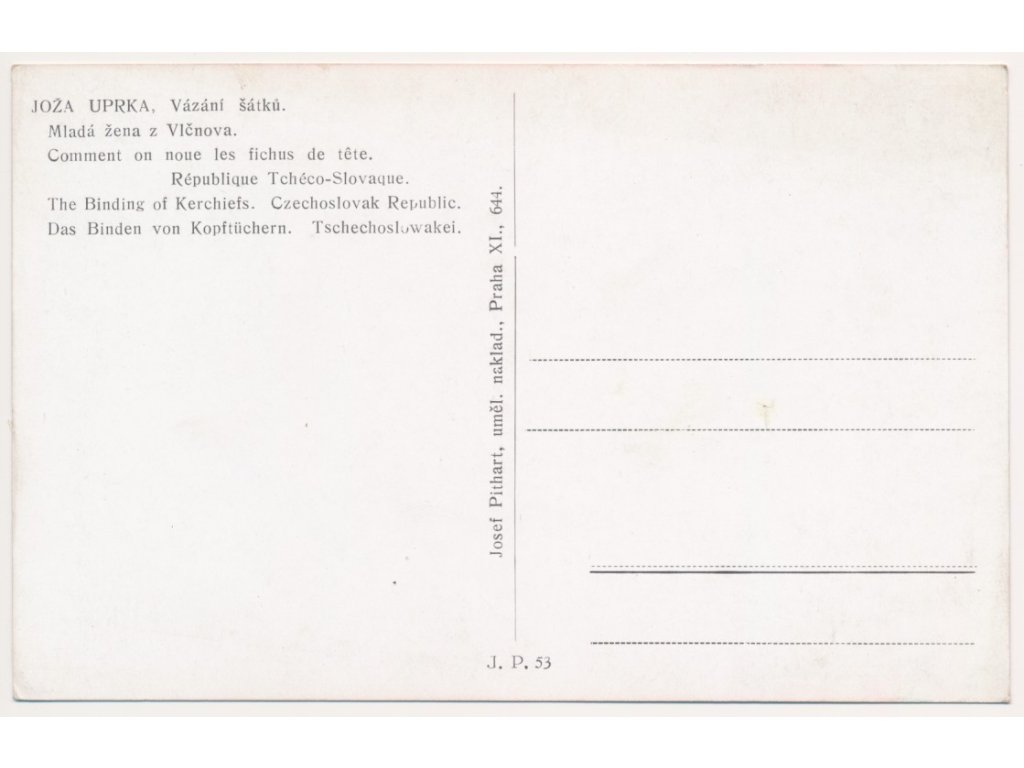 JOŽA UPRKA, Vázání šátků.
Mladá žena z Vlčnova.
Comment on noue les fichus de tête.
République Tchéco-Slovaque.
The Binding of Kerchiefs. Czechoslovak Republic.
Das Binden von Kopftüchern. Tschechoslowakei.
Josef Pithart, uměl. naklad., Praha XI., 644.
J. P. 53